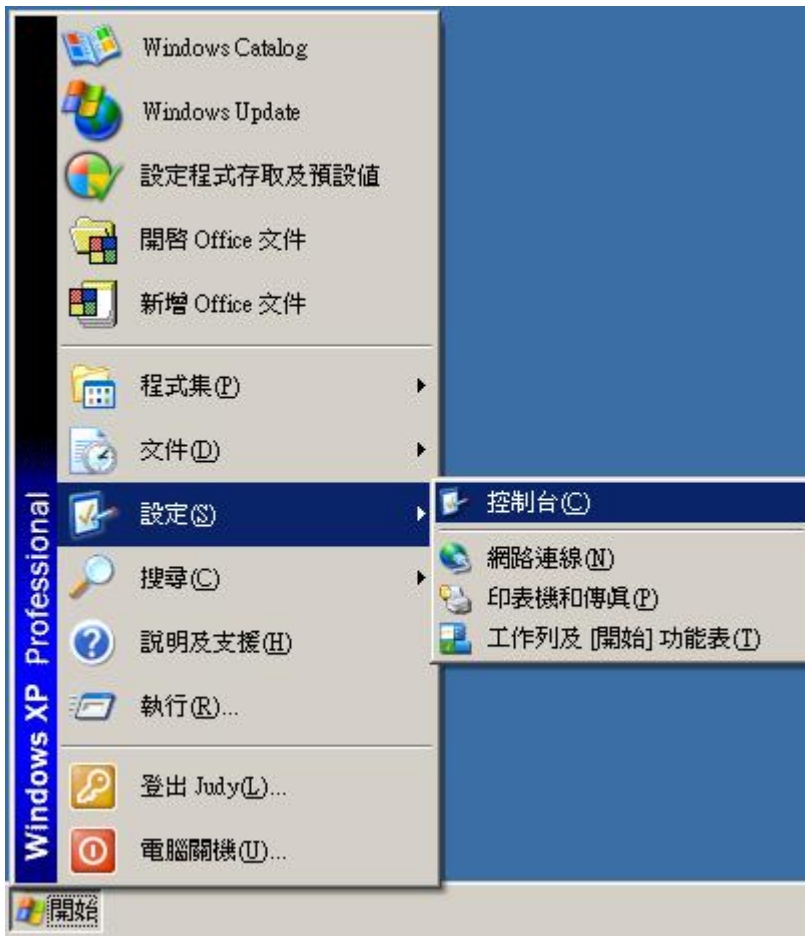 Windows Catalog
Windows Update
設定程式存取及預設值
開啓 Office 文件
新增 Office 文件
程式集(P)
文件(D)
設定(S)
搜尋(C)
說明及支援(H)
執行(R)...
登出 Judy(L)...
電腦關機(U)...
控制台(C)
網路連線(N)
印表機和傳眞(P)
工作列及 [開始] 功能表(T)
Windows XP Professional
開始